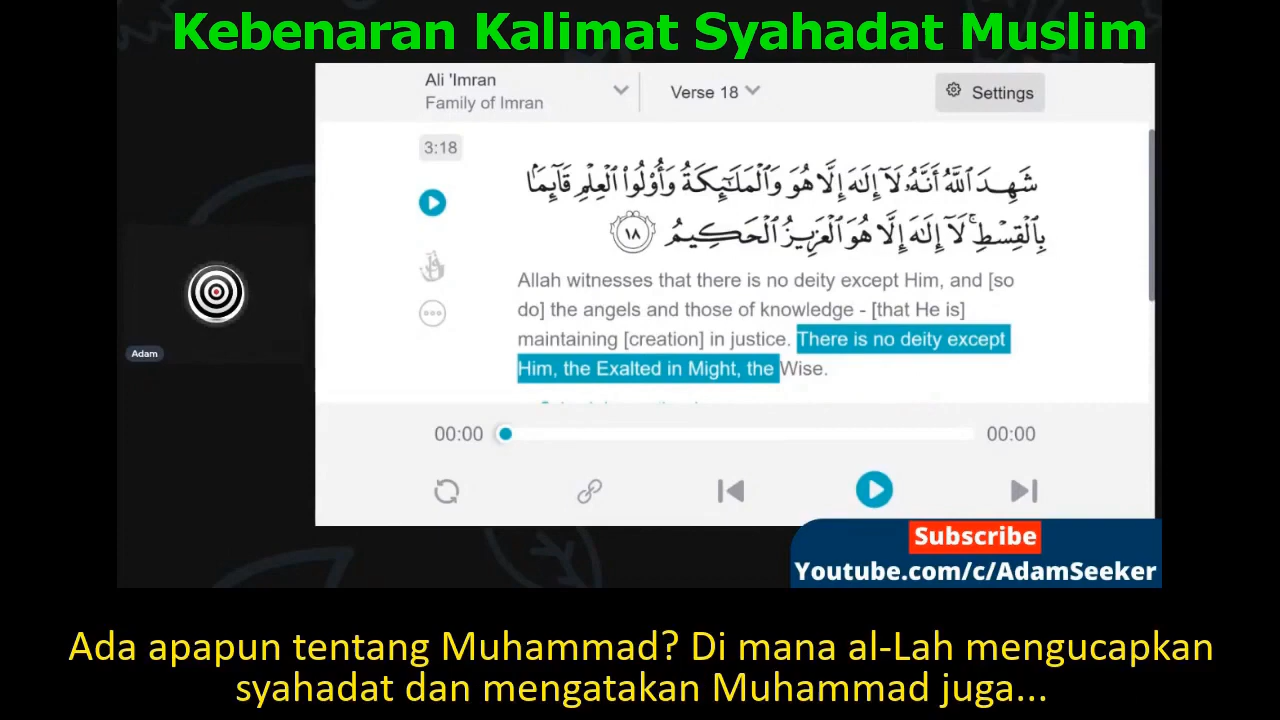 Kebenaran Kalimat Syahadat Muslim
Ali 'Imran
Family of Imran
Verse 18
Settings
3:18
شَهِدَ ٱللَّهُ أَنَّهُۥ لَآ إِلَٰهَ إِلَّا هُوَ وَٱلْمَلَٰٓئِكَةُ وَأُو۟لُوا۟ ٱلْعِلْمِ قَآئِمًۢا
بِٱلْقِسْطِ ۚ لَآ إِلَٰهَ إِلَّا هُوَ ٱلْعَزِيزُ ٱلْحَكِيمُ ١٨
Allah witnesses that there is no deity except Him, and [so
do] the angels and those of knowledge - [that He is]
maintaining [creation] in justice. There is no deity except
Him, the Exalted in Might, the Wise.
Adam
00:00
00:00
Subscribe
Youtube.com/c/AdamSeeker
Ada apapun tentang Muhammad? Di mana al-Lah mengucapkan
syahadat dan mengatakan Muhammad juga...